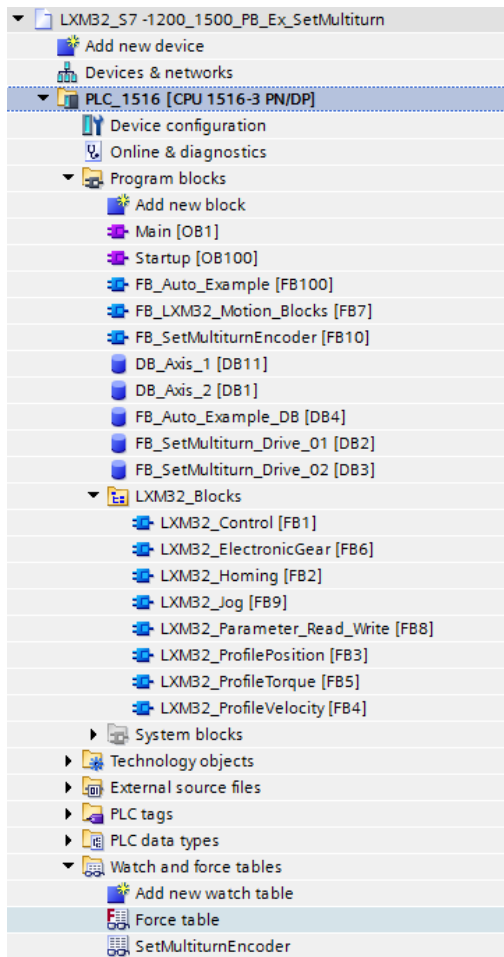 LXM32_S7 -1200_1500_PB_Ex_SetMultiturn
Add new device
Devices & networks
PLC_1516 [CPU 1516-3 PN/DP]
Device configuration
Online & diagnostics
Program blocks
Add new block
Main [OB1]
Startup [OB100]
FB_Auto_Example [FB100]
FB_LXM32_Motion_Blocks [FB7]
FB_SetMultiturnEncoder [FB10]
DB_Axis_1 [DB11]
DB_Axis_2 [DB1]
FB_Auto_Example_DB [DB4]
FB_SetMultiturn_Drive_01 [DB2]
FB_SetMultiturn_Drive_02 [DB3]
LXM32_Blocks
LXM32_Control [FB1]
LXM32_ElectronicGear [FB6]
LXM32_Homing [FB2]
LXM32_Jog [FB9]
LXM32_Parameter_Read_Write [FB8]
LXM32_ProfilePosition [FB3]
LXM32_ProfileTorque [FB5]
LXM32_ProfileVelocity [FB4]
System blocks
Technology objects
External source files
PLC tags
PLC data types
Watch and force tables
Add new watch table
Force table
SetMultiturnEncoder